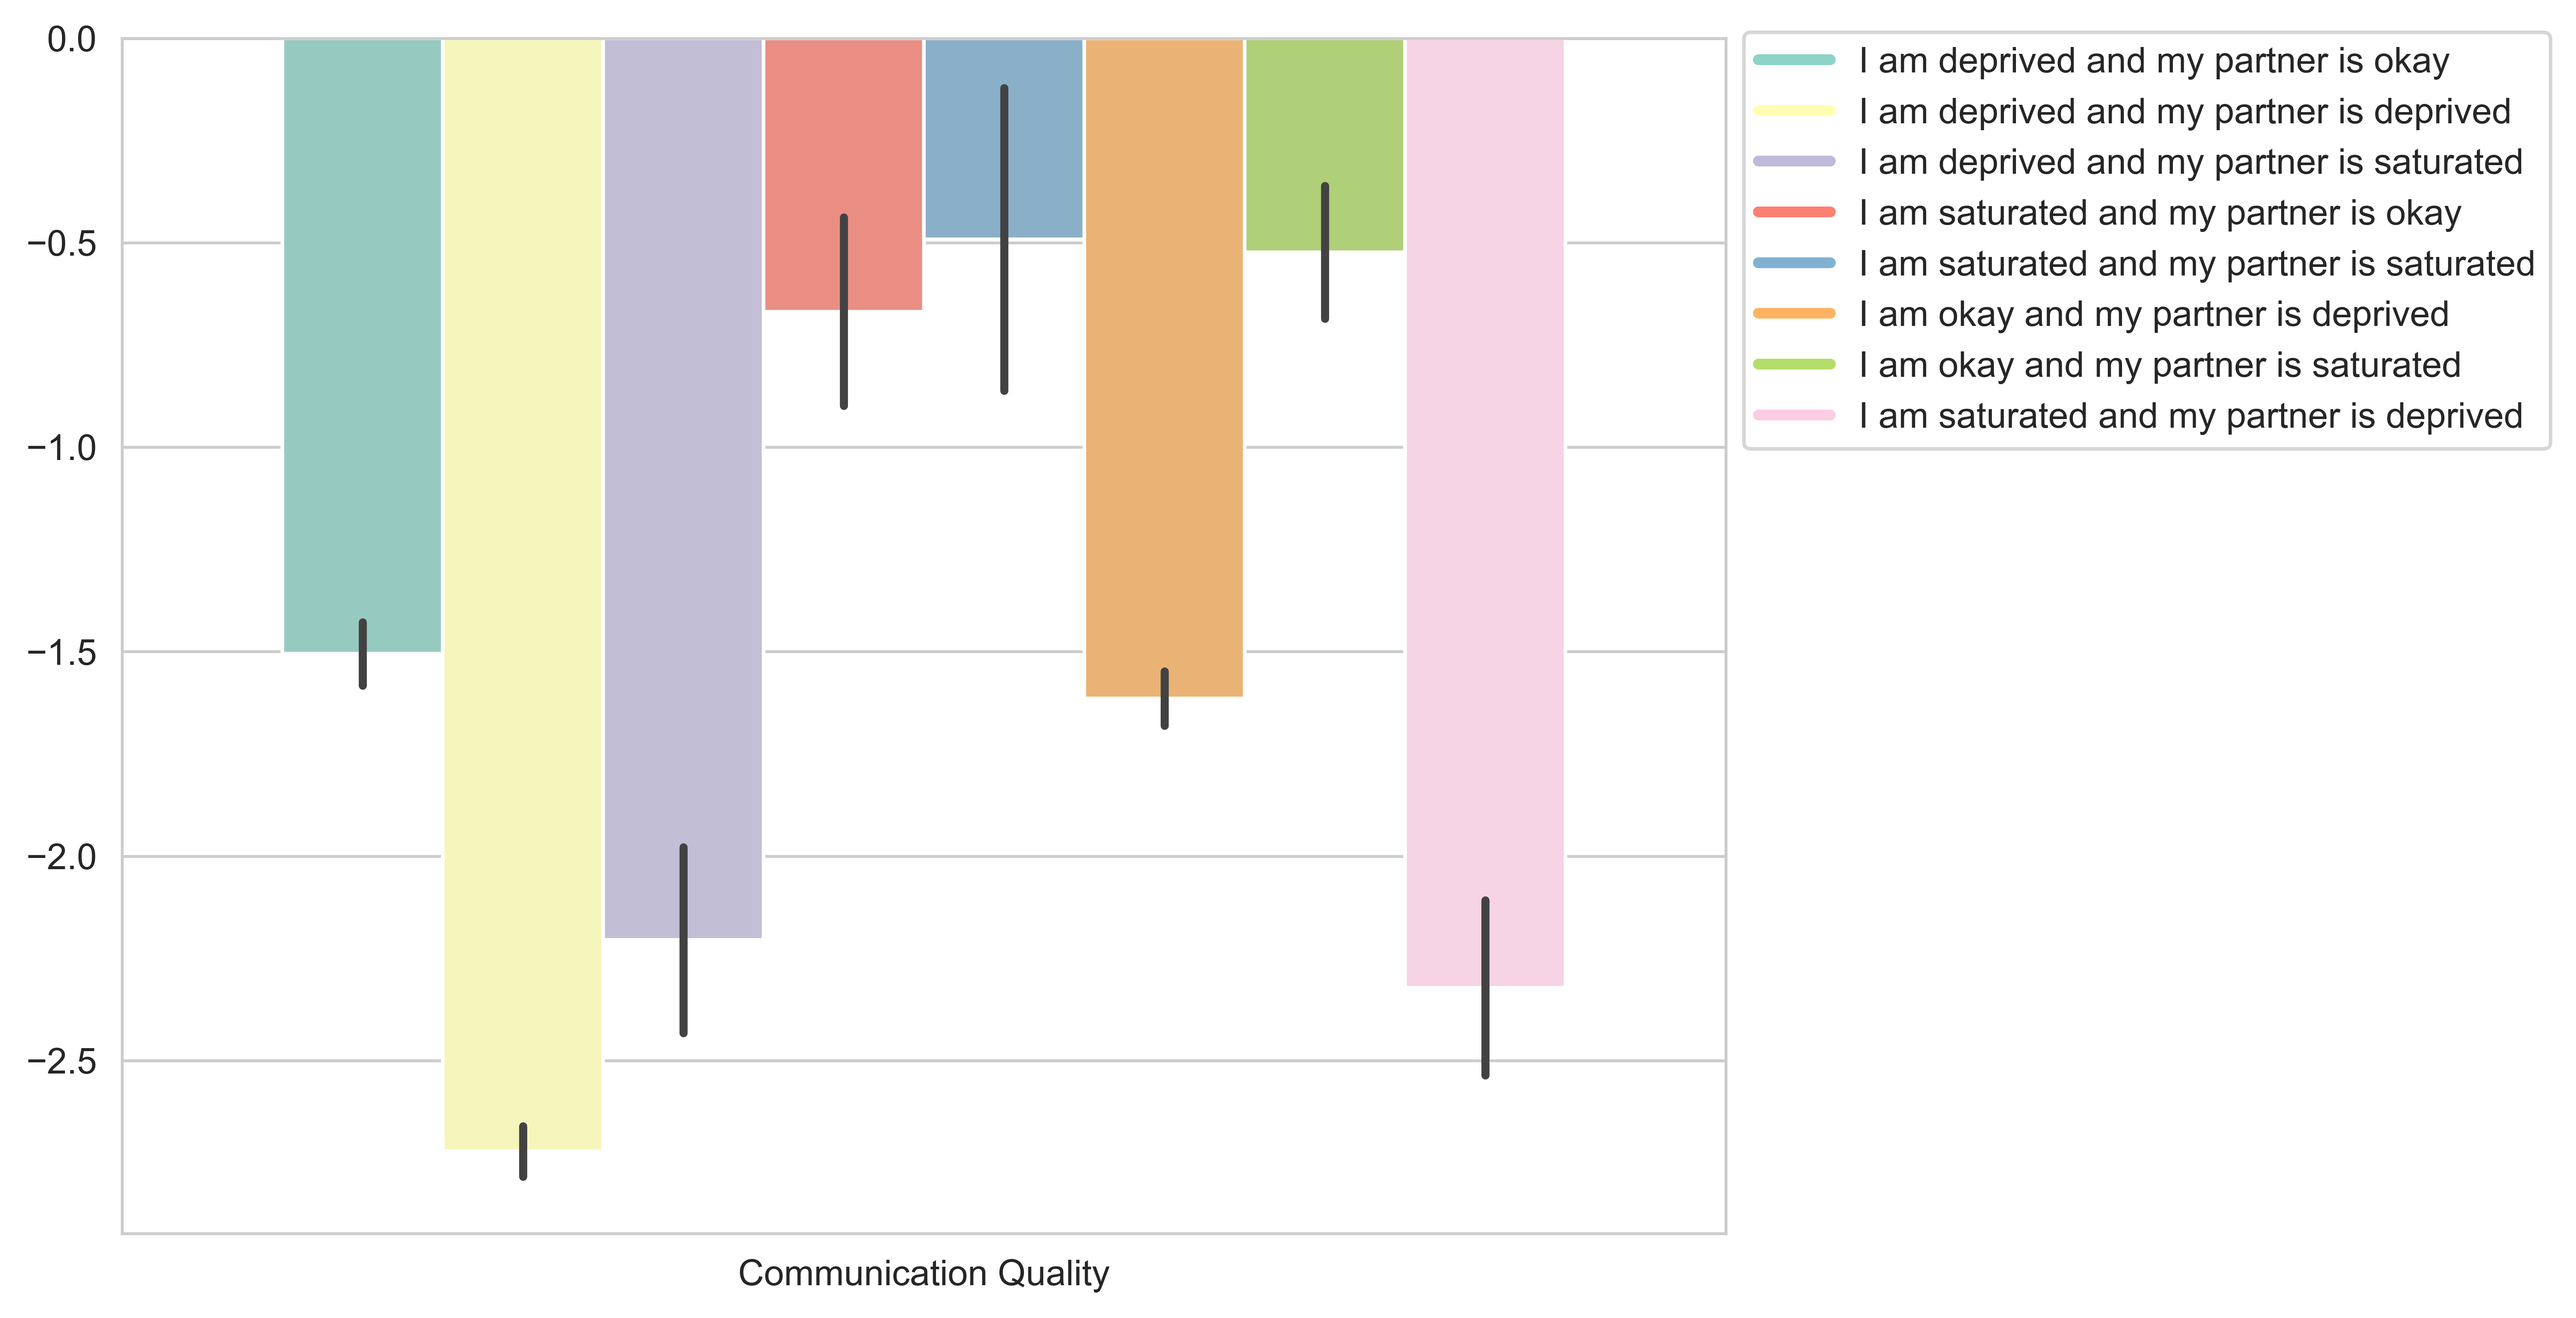 0.0
−0.5
−1.0
−1.5
−2.0
−2.5
Communication Quality
I am deprived and my partner is okay
I am deprived and my partner is deprived
I am deprived and my partner is saturated
I am saturated and my partner is okay
I am saturated and my partner is saturated
I am okay and my partner is deprived
I am okay and my partner is saturated
I am saturated and my partner is deprived